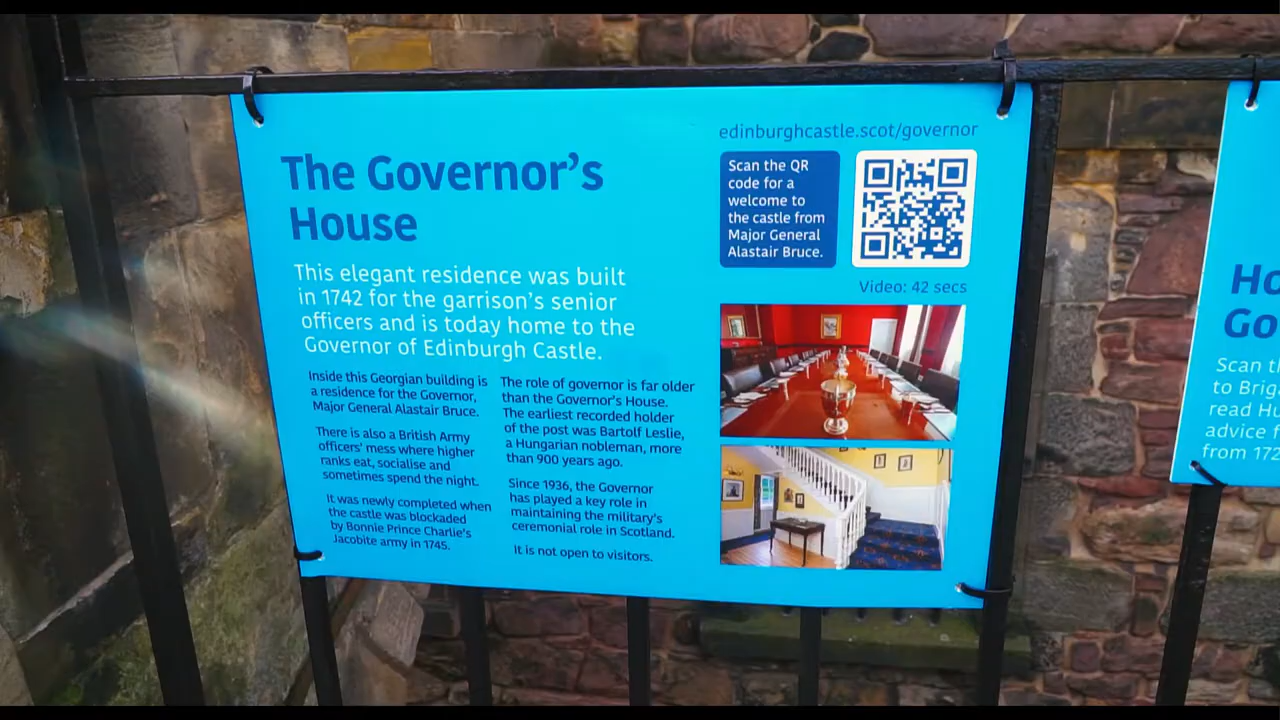 The Governor's
House
This elegant residence was built
in 1742 for the garrison's senior
officers and is today home to the
Governor of Edinburgh Castle.
Inside this Georgian building is
a residence for the Governor,
Major General Alastair Bruce.
There is also a British Army
officers' mess where higher
ranks eat, socialise and
sometimes spend the night.
It was newly completed when
the castle was blockaded
by Bonnie Prince Charlie's
Jacobite army in 1745.
The role of governor is far older
than the Governor's House.
The earliest recorded holder
of the post was Bartolf Leslie,
a Hungarian nobleman, more
than 900 years ago.
Since 1936, the Governor
has played a key role in
maintaining the military's
ceremonial role in Scotland.
It is not open to visitors.
edinburghcastle.scot/governor
Scan the QR
code for a
welcome to
the castle from
Major General
Alastair Bruce.
Video: 42 secs
Ho
Go
Scan th
to Brig
read Hu
advice f
from 172